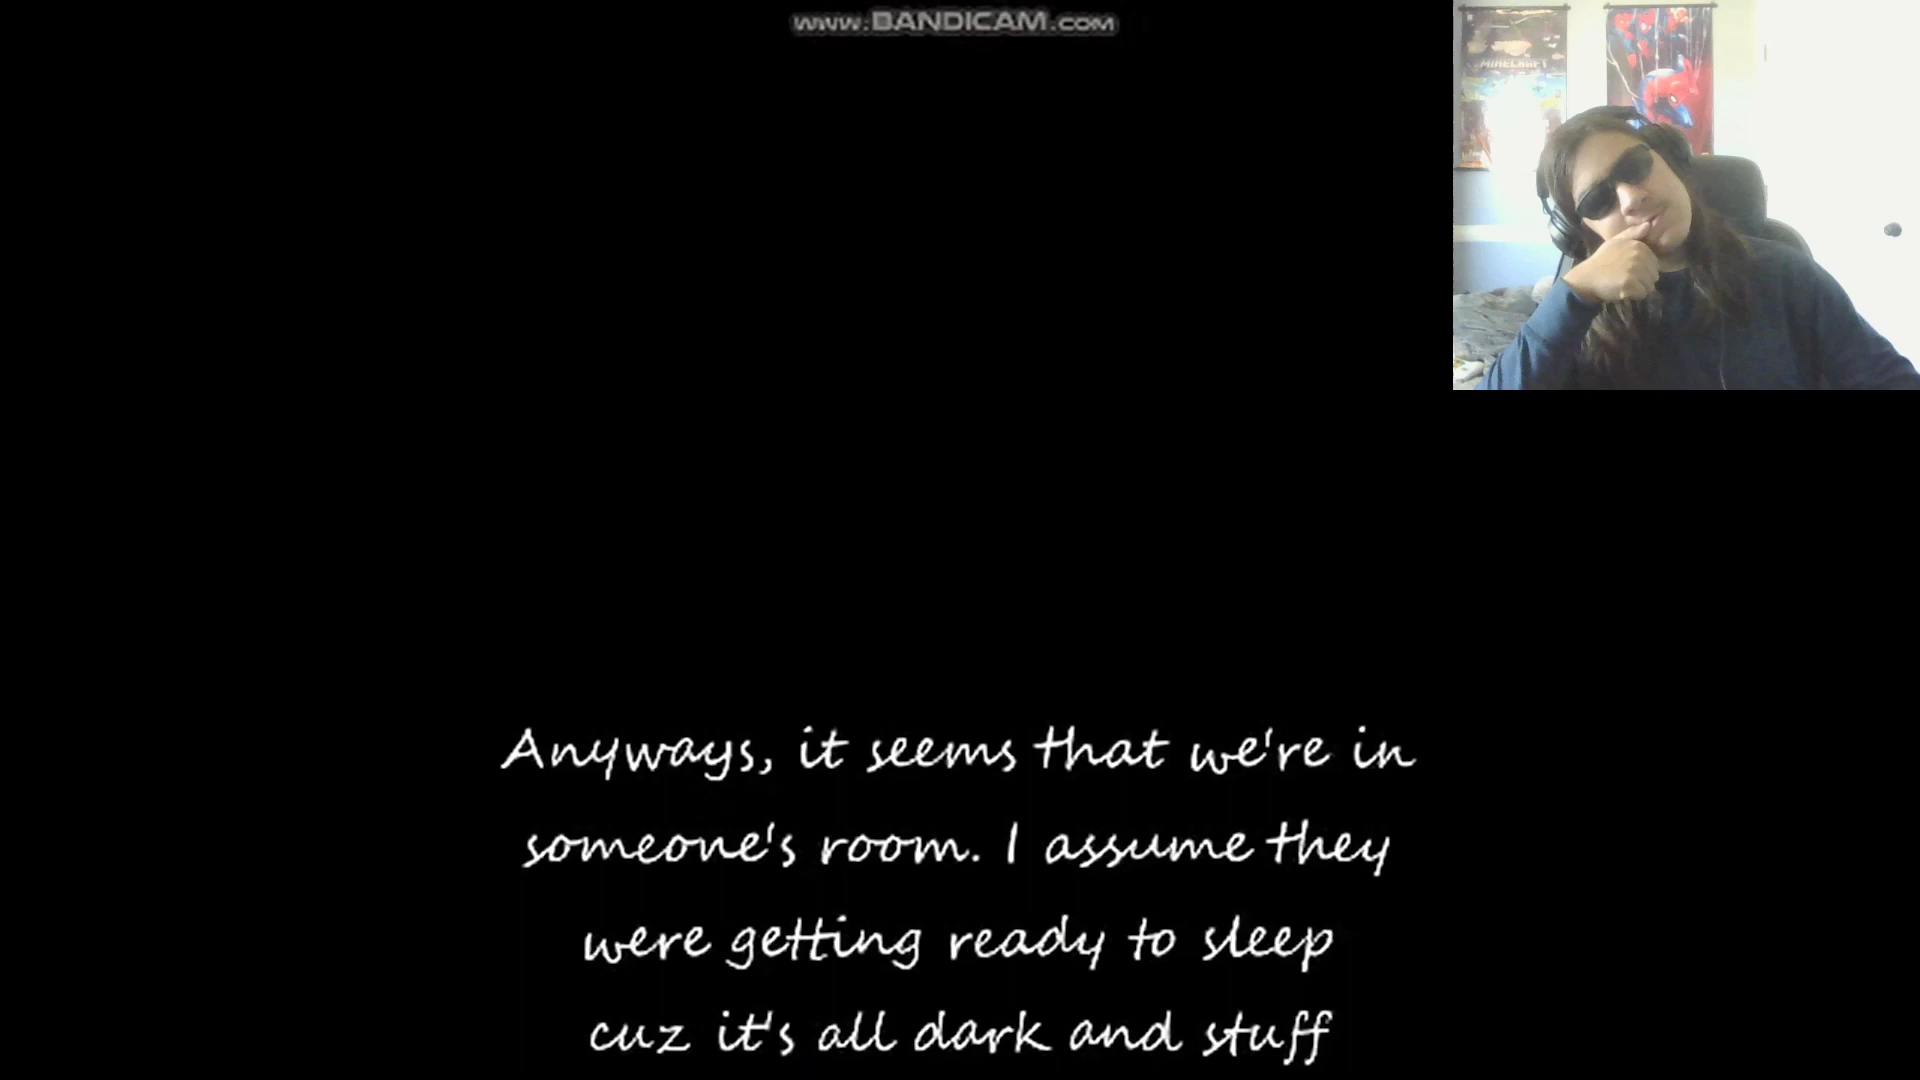 www.BANDICAM.com
MINECRAFT
Anyways, it seems that we're in
someone's room. I assume they
were getting ready to sleep
cuz it's all dark and stuff